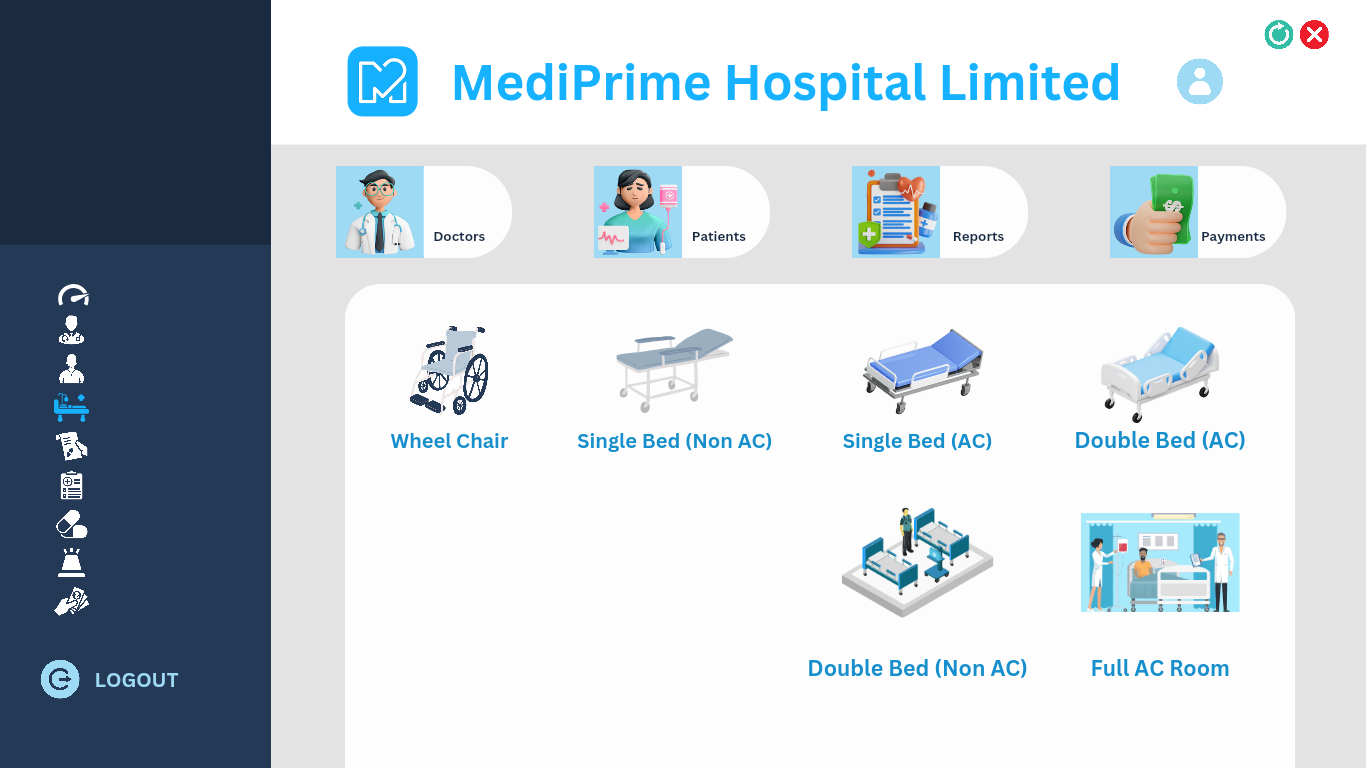 MediPrime Hospital Limited
Doctors
Patients
Reports
Payments
Wheel Chair
Single Bed (Non AC)
Single Bed (AC)
Double Bed (AC)
Double Bed (Non AC)
Full AC Room
LOGOUT